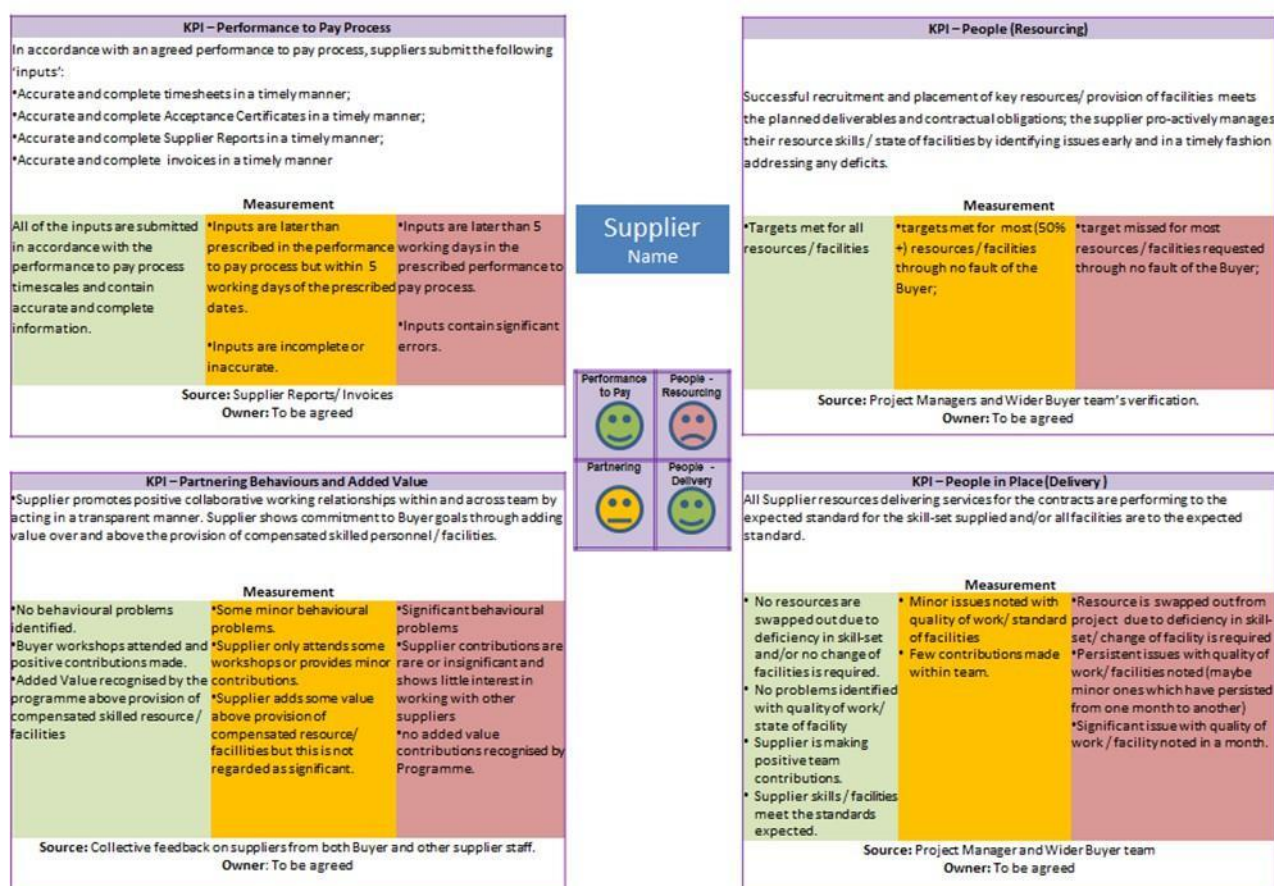 KPI – Performance to Pay Process
In accordance with an agreed performance to pay process, suppliers submit the following
'inputs':
•Accurate and complete timesheets in a timely manner;
•Accurate and complete Acceptance Certificates in a timely manner;
•Accurate and complete Supplier Reports in a timely manner;
•Accurate and complete invoices in a timely manner
Measurement
All of the inputs are submitted
in accordance with the
performance to pay process
timescales and contain
accurate and complete
information.
•Inputs are later than
prescribed in the performance
to pay process but within 5
working days of the prescribed
dates.
•Inputs are incomplete or
inaccurate.
•Inputs are later than 5
working days in the
prescribed performance to
pay process.
•Inputs contain significant
errors.
Source: Supplier Reports/ Invoices
Owner: To be agreed
KPI – People (Resourcing)
Successful recruitment and placement of key resources/ provision of facilities meets
the planned deliverables and contractual obligations; the supplier pro-actively manages
their resource skills / state of facilities by identifying issues early and in a timely fashion
addressing any deficits.
Measurement
•Targets met for all
resources / facilities
•targets met for most (50%
+) resources / facilities
through no fault of the
Buyer;
•target missed for most
resources / facilities requested
through no fault of the Buyer;
Source: Project Managers and Wider Buyer team's verification.
Owner: To be agreed
Supplier
Name
Performance
to Pay
People -
Resourcing
Partnering
People -
Delivery
KPI – Partnering Behaviours and Added Value
•Supplier promotes positive collaborative working relationships within and across team by
acting in a transparent manner. Supplier shows commitment to Buyer goals through adding
value over and above the provision of compensated skilled personnel / facilities.
Measurement
•No behavioural problems
identified.
•Buyer workshops attended and
positive contributions made.
•Added Value recognised by the
programme above provision of
compensated skilled resource /
facilities
•Some minor behavioural
problems.
•Supplier only attends some
workshops or provides minor
contributions.
•Supplier adds some value
above provision of
compensated resource/
facillities but this is not
regarded as significant.
•Significant behavioural
problems
•Supplier contributions are
rare or insignificant and
shows little interest in
working with other
suppliers
•no added value
contributions recognised by
Programme.
Source: Collective feedback on suppliers from both Buyer and other supplier staff.
Owner: To be agreed
KPI – People in Place (Delivery )
All Supplier resources delivering services for the contracts are performing to the
expected standard for the skill-set supplied and/or all facilities are to the expected
standard.
Measurement
• No resources are
swapped out due to
deficiency in skill-set
and/or no change of
facilities is required.
• No problems identified
with quality of work/
state of facility
• Supplier is making
positive team
contributions.
• Supplier skills / facilities
meet the standards
expected.
• Minor issues noted with
quality of work/ standard
of facilities
• Few contributions made
within team.
•Resource is swapped out from
project due to deficiency in skill-
set/ change of facility is required
•Persistent issues with quality of
work/ facilities noted (maybe
minor ones which have persisted
from one month to another)
•Significant issue with quality of
work / facility noted in a month.
Source: Project Manager and Wider Buyer team
Owner: To be agreed